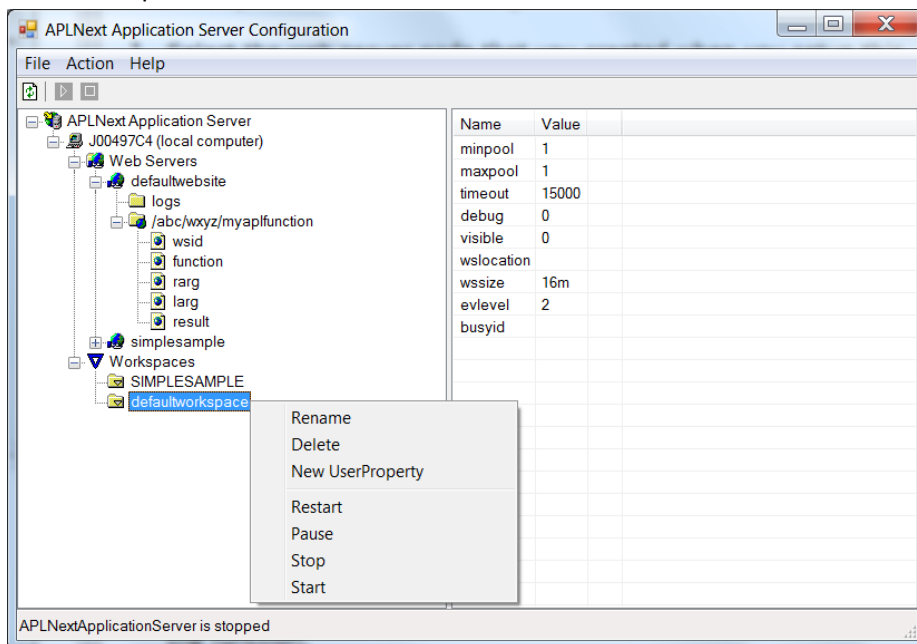 APLNext Application Server Configuration
File Action Help
APLNext Application Server
J00497C4 (local computer)
Web Servers
defaultwebsite
logs
/abc/wxyz/myaplfunction
wsid
function
rarg
larg
result
simplesample
Workspaces
SIMPLESAMPLE
defaultworkspace
Name Value
minpool 1
maxpool 1
timeout 15000
debug 0
visible 0
wslocation
wssize 16m
evlevel 2
busyid
Rename
Delete
New UserProperty
Restart
Pause
Stop
Start
APLNextApplicationServer is stopped